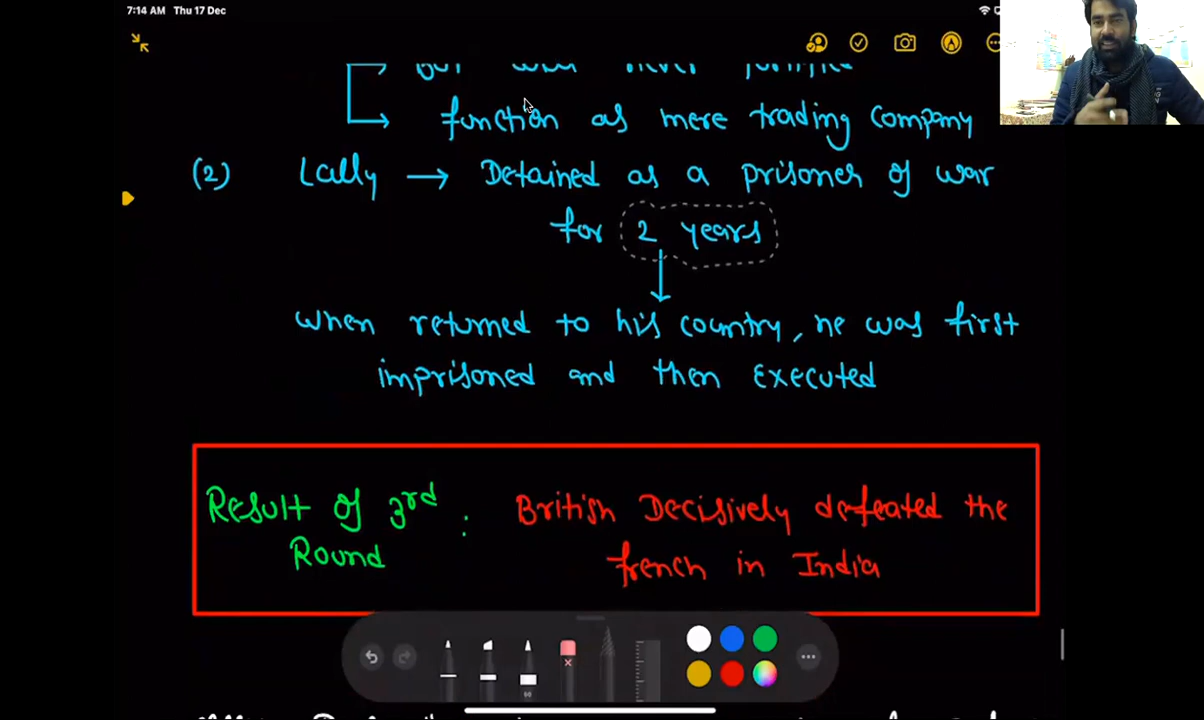 7:14 AM Thu 17 Dec
but
never
function as mere trading company
(2) Lally → Detained as a prisoner of war
for 2 years
when returned to his country, he was first
imprisoned and then executed
Result of 3rd Round : British Decisively defeated the
french in India